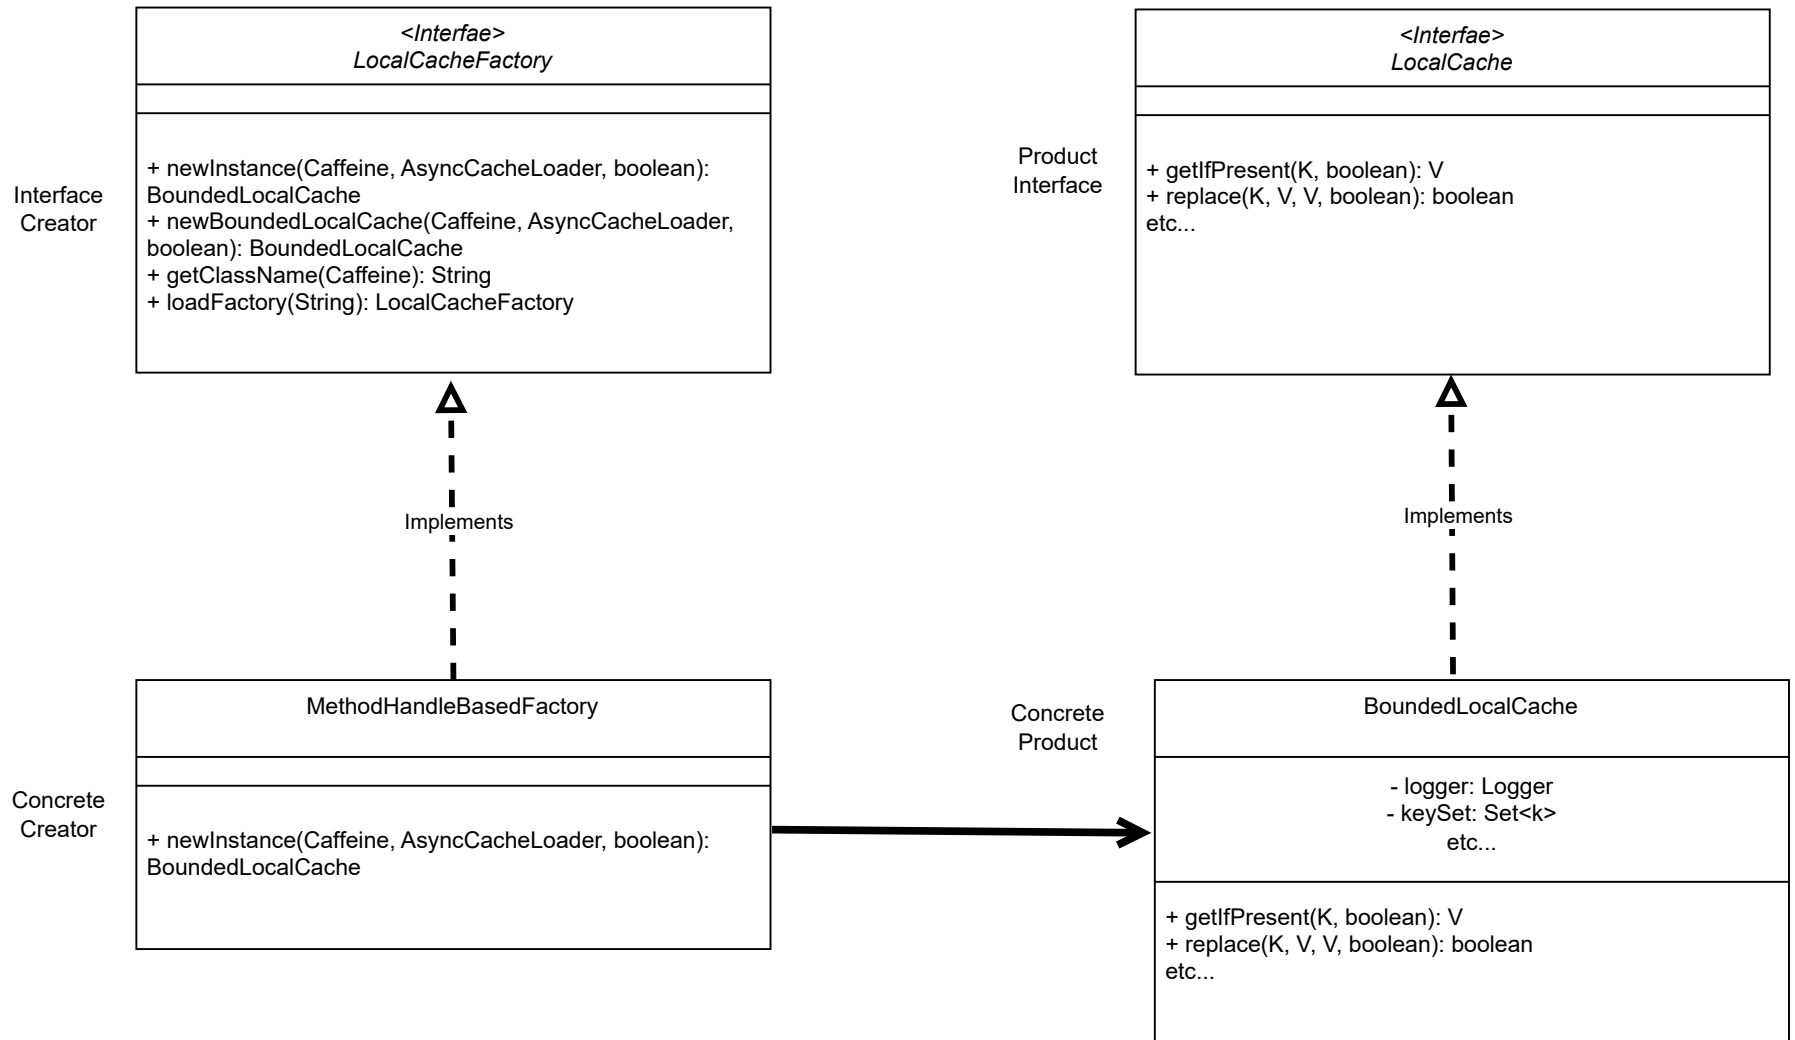 <Interfae>
LocalCacheFactory
Interface
Creator
+ newInstance(Caffeine, AsyncCacheLoader, boolean):
BoundedLocalCache
+ newBoundedLocalCache(Caffeine, AsyncCacheLoader,
boolean): BoundedLocalCache
+ getClassName(Caffeine): String
+ loadFactory(String): LocalCacheFactory
<Interfae>
LocalCache
Product
Interface
+ getIfPresent(K, boolean): V
+ replace(K, V, V, boolean): boolean
etc...
Implements
Implements
MethodHandleBasedFactory
Concrete
Creator
+ newInstance(Caffeine, AsyncCacheLoader, boolean):
BoundedLocalCache
Concrete
Product
BoundedLocalCache
- logger: Logger
- keySet: Set<k>
etc...
+ getIfPresent(K, boolean): V
+ replace(K, V, V, boolean): boolean
etc...